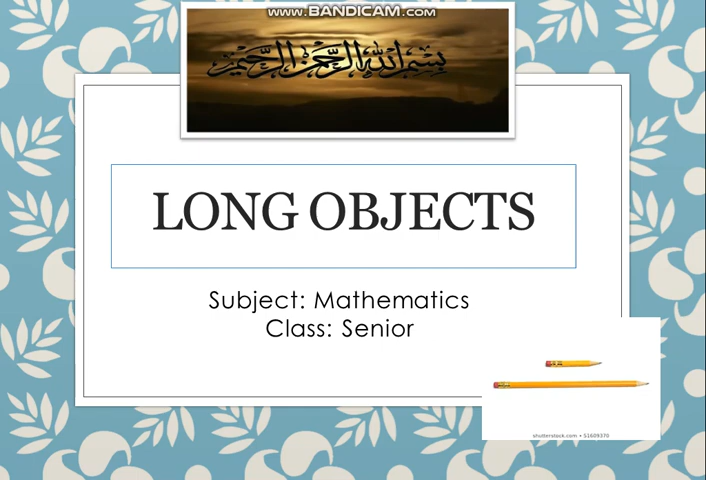 www.BANDICAM.com
بسم الله الرحمن الرحيم
LONG OBJECTS
Subject: Mathematics
Class: Senior
shutterstock.com • 51609370